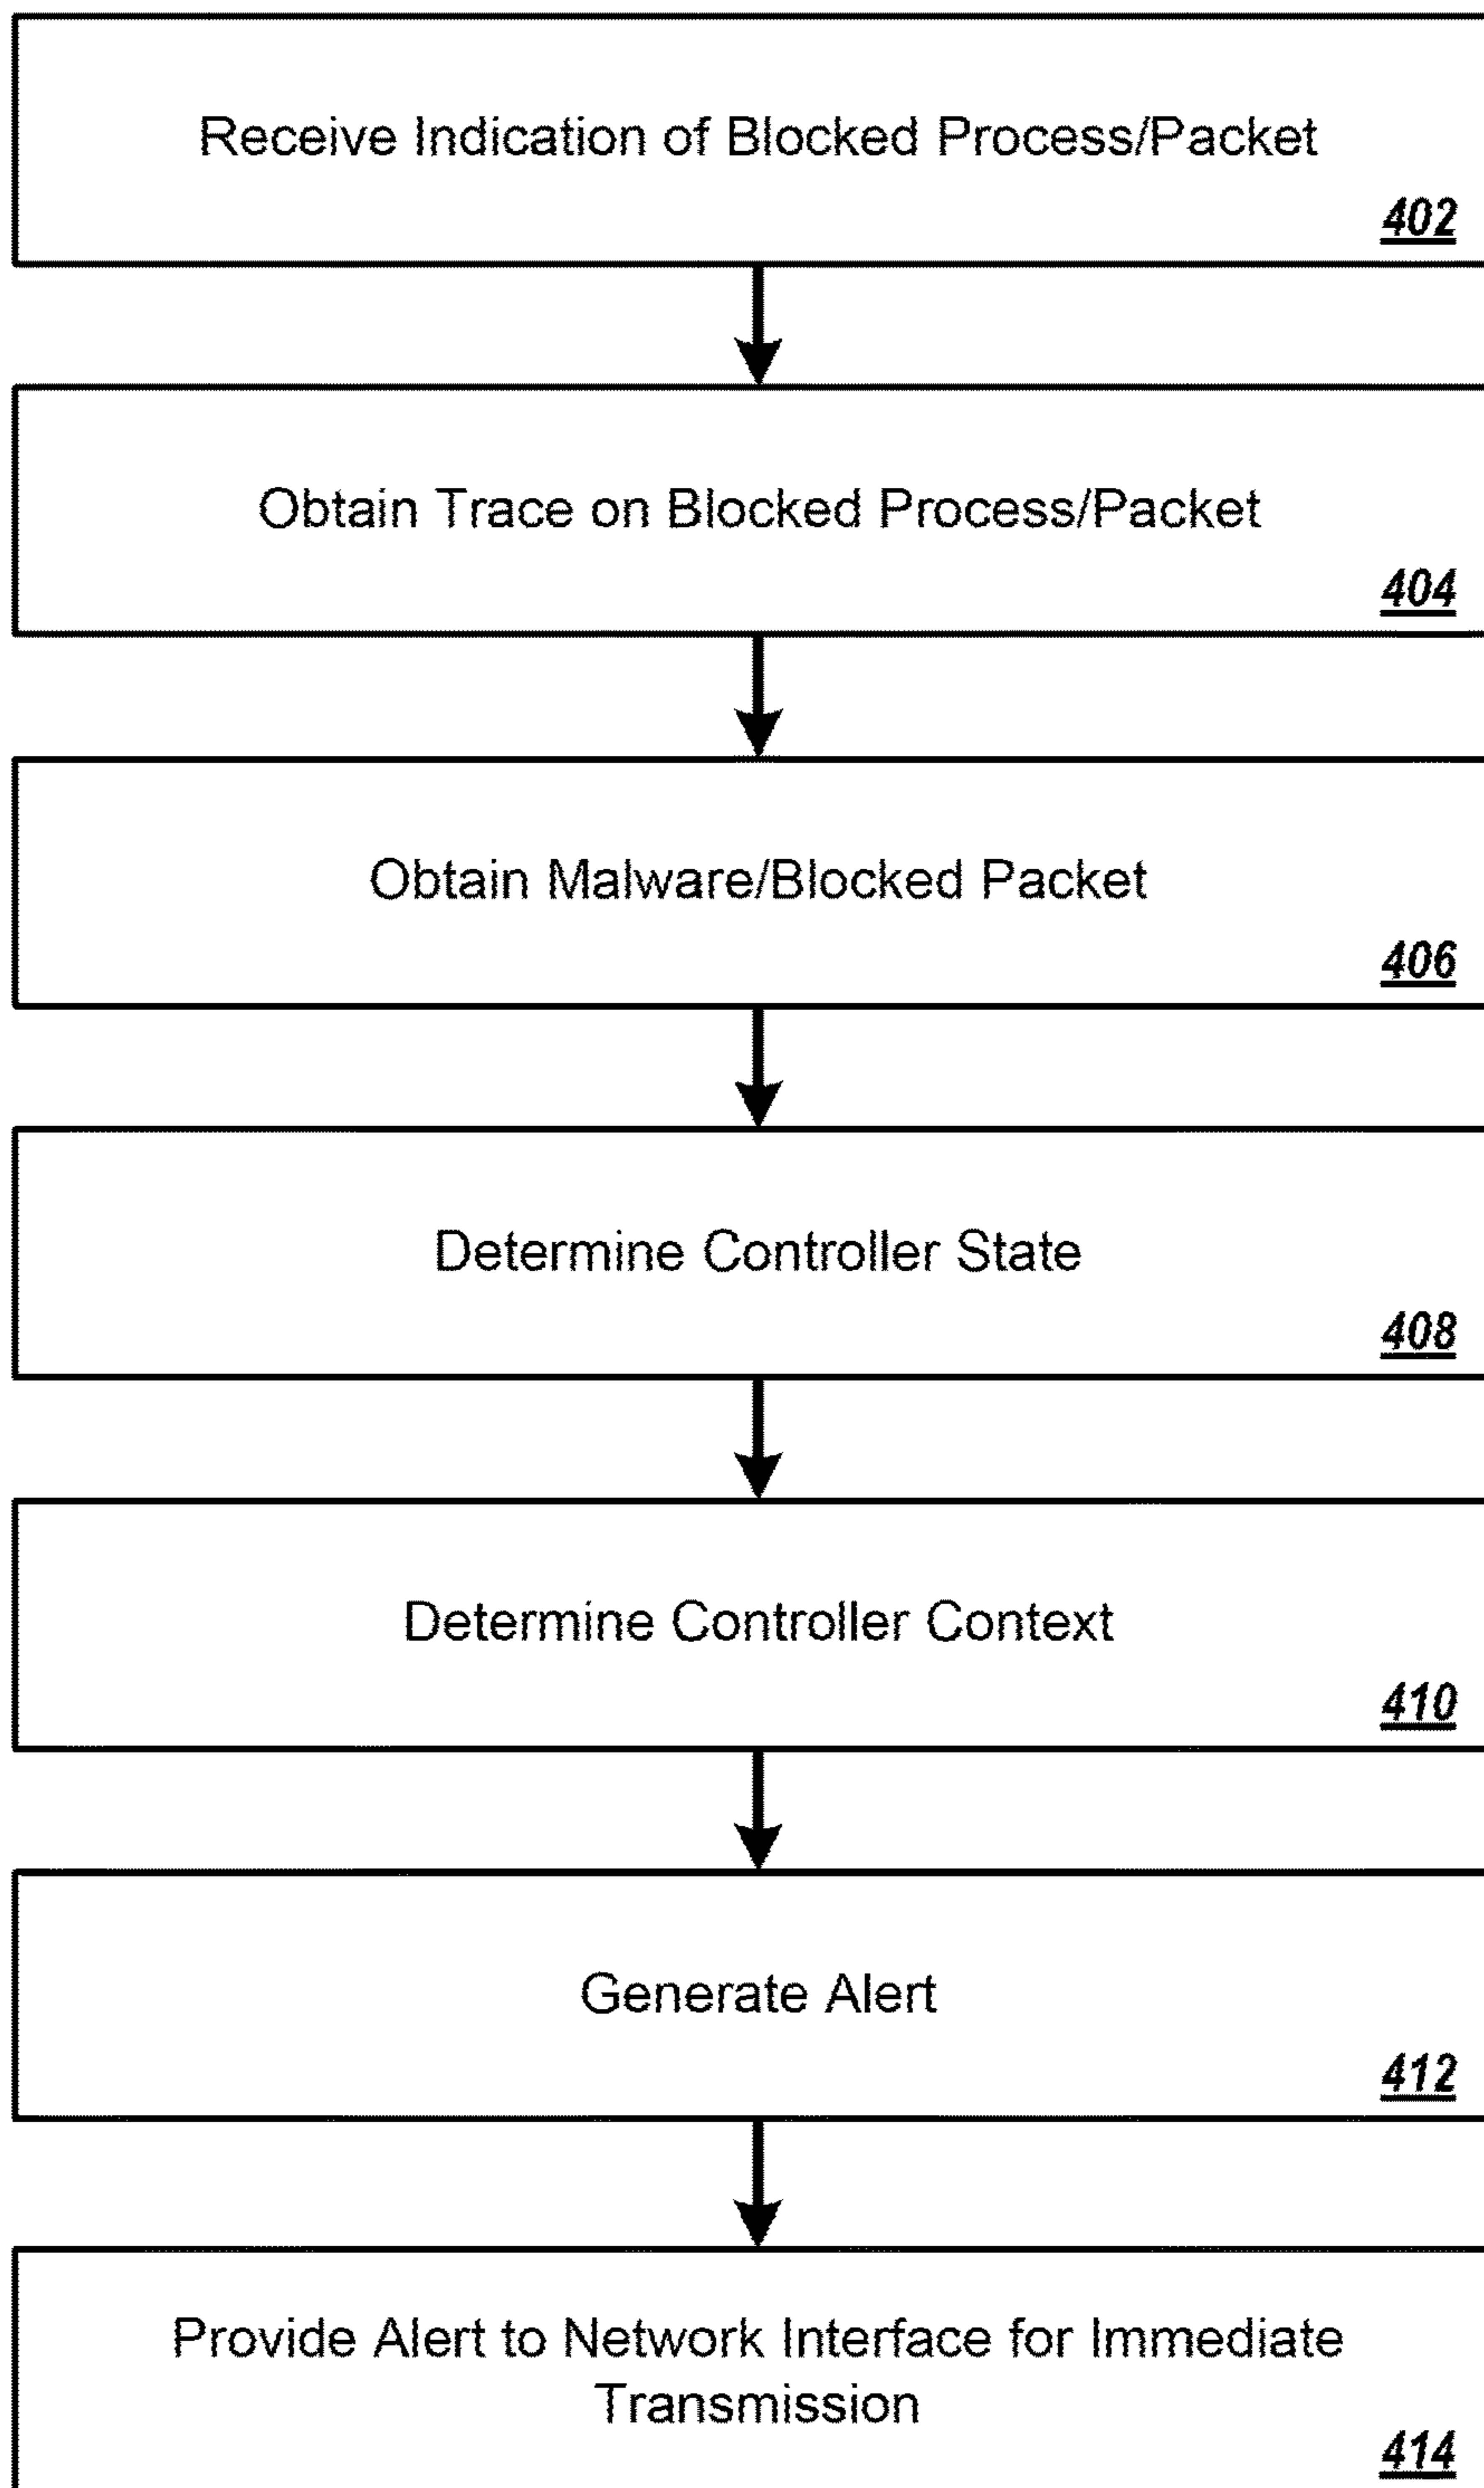 Receive Indication of Blocked Process/Packet
402
Obtain Trace on Blocked Process/Packet
404
Obtain Malware/Blocked Packet
406
Determine Controller State
408
Determine Controller Context
410
Generate Alert
412
Provide Alert to Network Interface for Immediate
Transmission
414